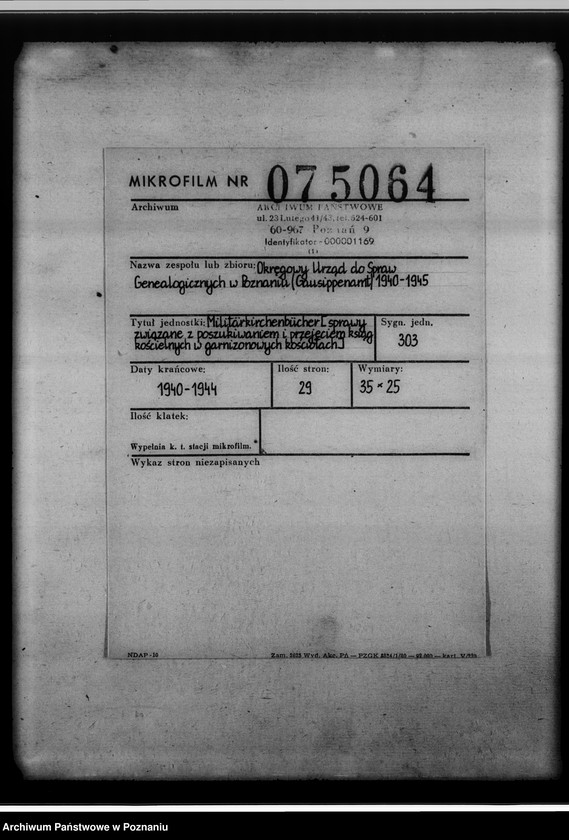 MIKROFILM NR 075064
Archiwum
ARCHIWUM PAŃSTWOWE
ul. 23 Lutego 41/43, tel. 524-601
60-967 Poznań 9
Identyfikator-000001169
(1)
Nazwa zespołu lub zbioru: Okręgowy Urząd do Spraw
Genealogicznych w Poznaniu (Gausippenamt) 1940-1945
Tytuł jednostki: Militärkirchenbücher [sprawy
związane z poszukiwaniem i przejęciem ksiąg
kościelnych w garnizonowych kościołach]
Sygn. jedn.
303
Daty krańcowe:
1940-1944
Ilość stron:
29
Wymiary:
35 × 25
Ilość klatek:
Wypełnia k. t. stacji mikrofilm.
Wykaz stron niezapisanych
NDAP-10
Archiwum Państwowe w Poznaniu